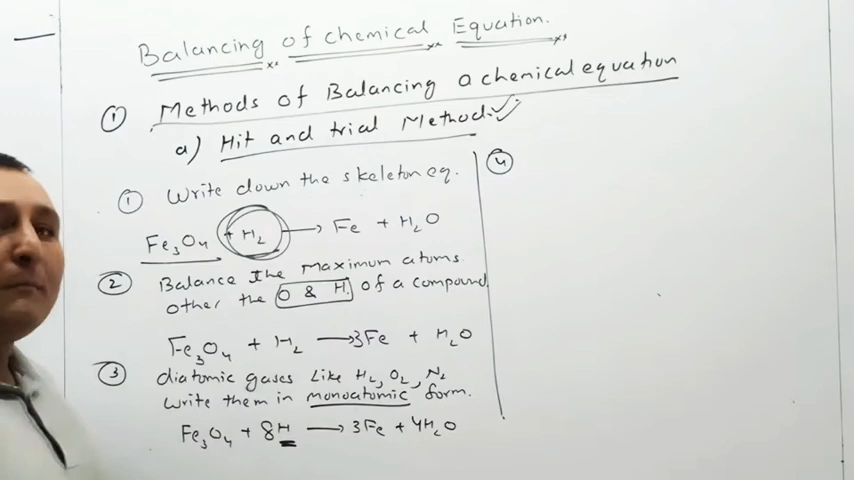 Balancing of chemical Equation.
① Methods of Balancing a chemical equation
a) Hit and trial Method. ✓
① Write down the skeleton eq.
Fe₃O₄ + H₂ → Fe + H₂O
② Balance the Maximum atoms
other the O & H. of a compound
Fe₃O₄ + H₂ → 3Fe + H₂O
③ diatomic gases Like H₂, O₂, N₂
Write them in monoatomic form.
Fe₃O₄ + 8H → 3Fe + 4H₂O
④